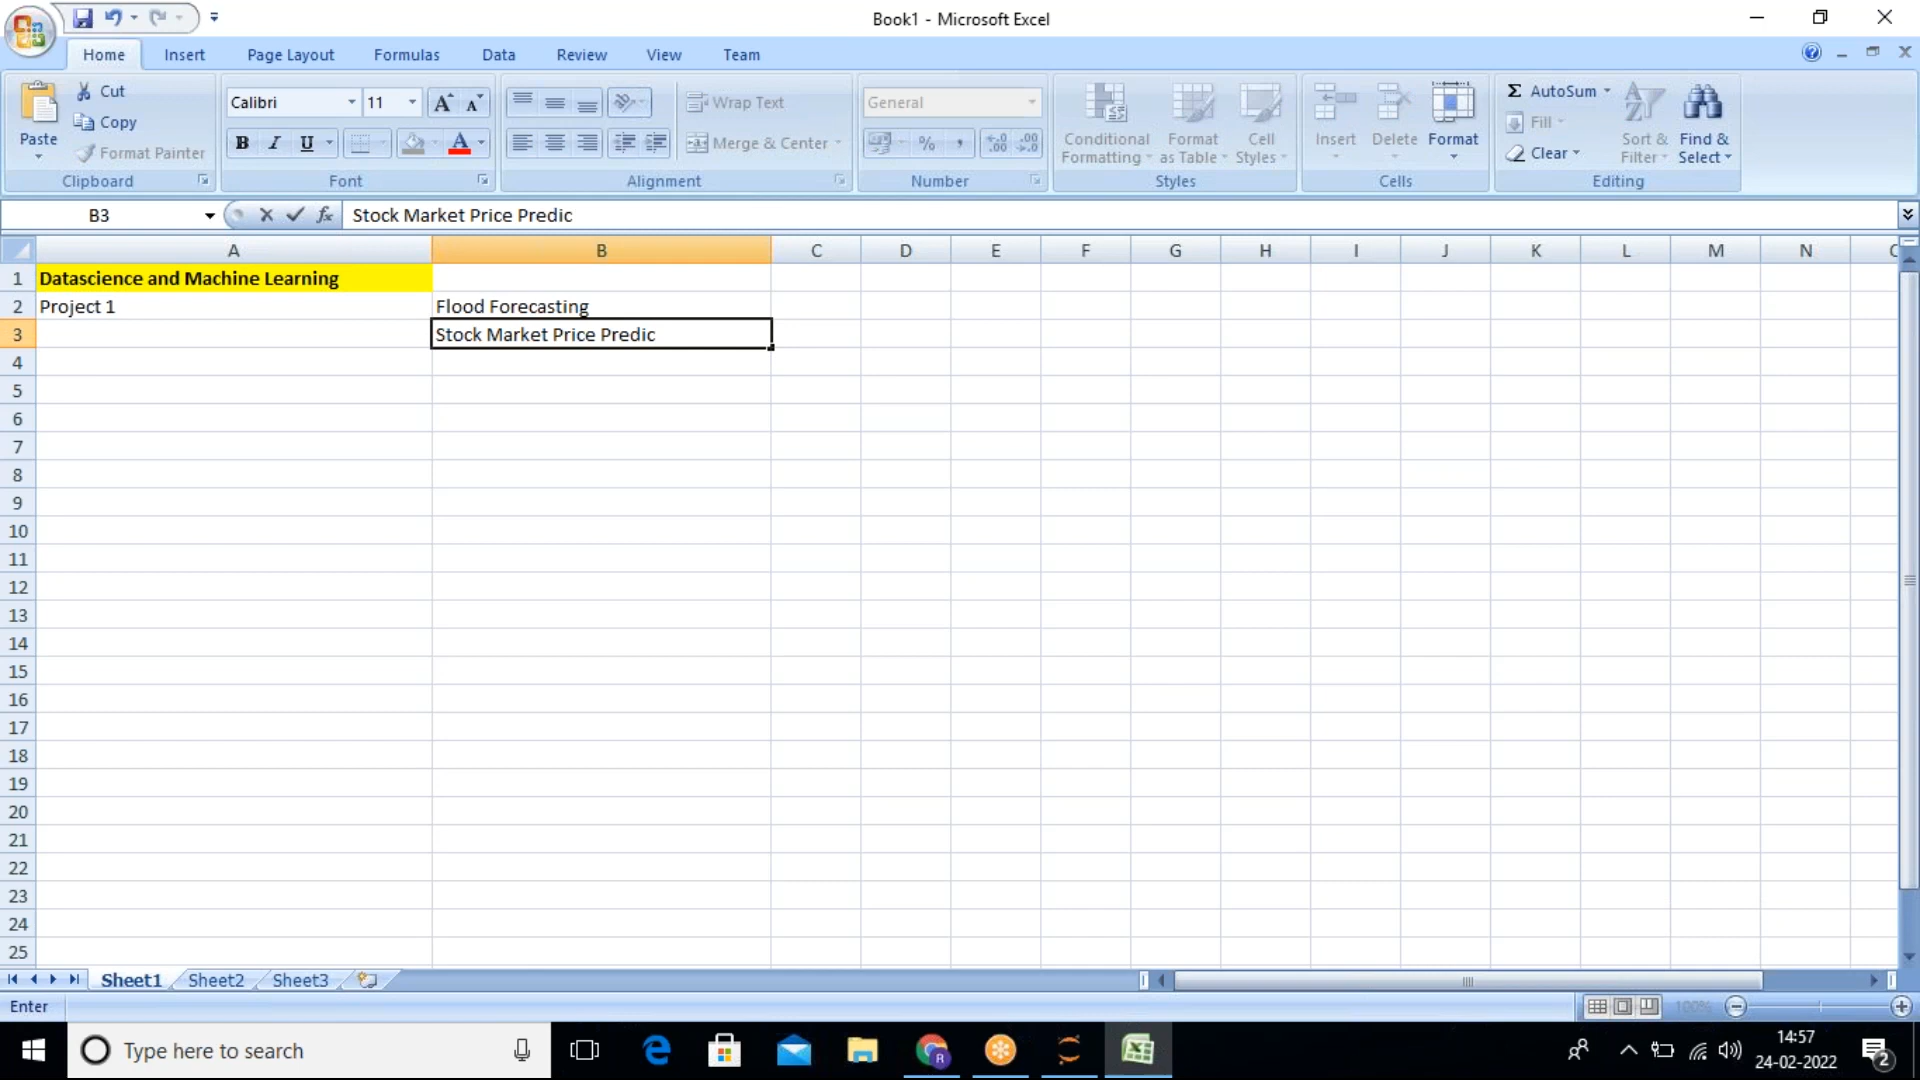 Book1 - Microsoft Excel
Home Insert Page Layout Formulas Data Review View Team
Paste Cut Copy Format Painter
Clipboard
Calibri 11
B I U A
Font
Wrap Text
Merge & Center
Alignment
General
% , .00
Number
Conditional Formatting Format as Table Cell Styles
Styles
Insert Delete Format
Cells
Σ AutoSum Fill Clear
Sort & Filter Find & Select
Editing
B3 fx Stock Market Price Predic
A B C D E F G H I J K L M N
1 Datascience and Machine Learning
2 Project 1 Flood Forecasting
3 Stock Market Price Predic
4
5
6
7
8
9
10
11
12
13
14
15
16
17
18
19
20
21
22
23
24
25
Sheet1 Sheet2 Sheet3
Enter 100%
Type here to search
14:57
24-02-2022
2